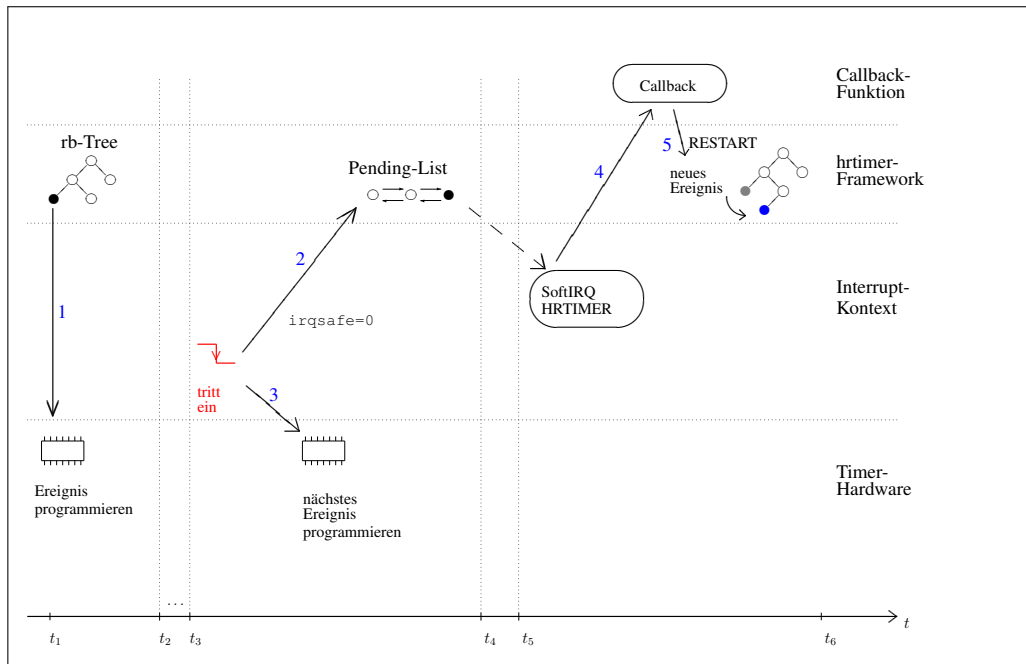 Callback-
Funktion
Callback
rb-Tree
5
RESTART
hrtimer-
Framework
Pending-List
4
neues
Ereignis
2
SoftIRQ
HRTIMER
Interrupt-
Kontext
1
irqsafe=0
tritt
ein
3
Timer-
Hardware
Ereignis
programmieren
nächstes
Ereignis
programmieren
...
t
t1
t2
t3
t4
t5
t6